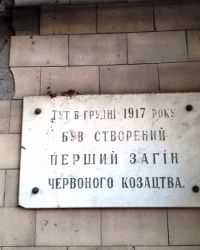 ТУТ В ГРУДНІ 1917 РОКУ
БУВ СТВОРЕНИЙ
ПЕРШИЙ ЗАГІН
ЧЕРВОНОГО КОЗАЦТВА.